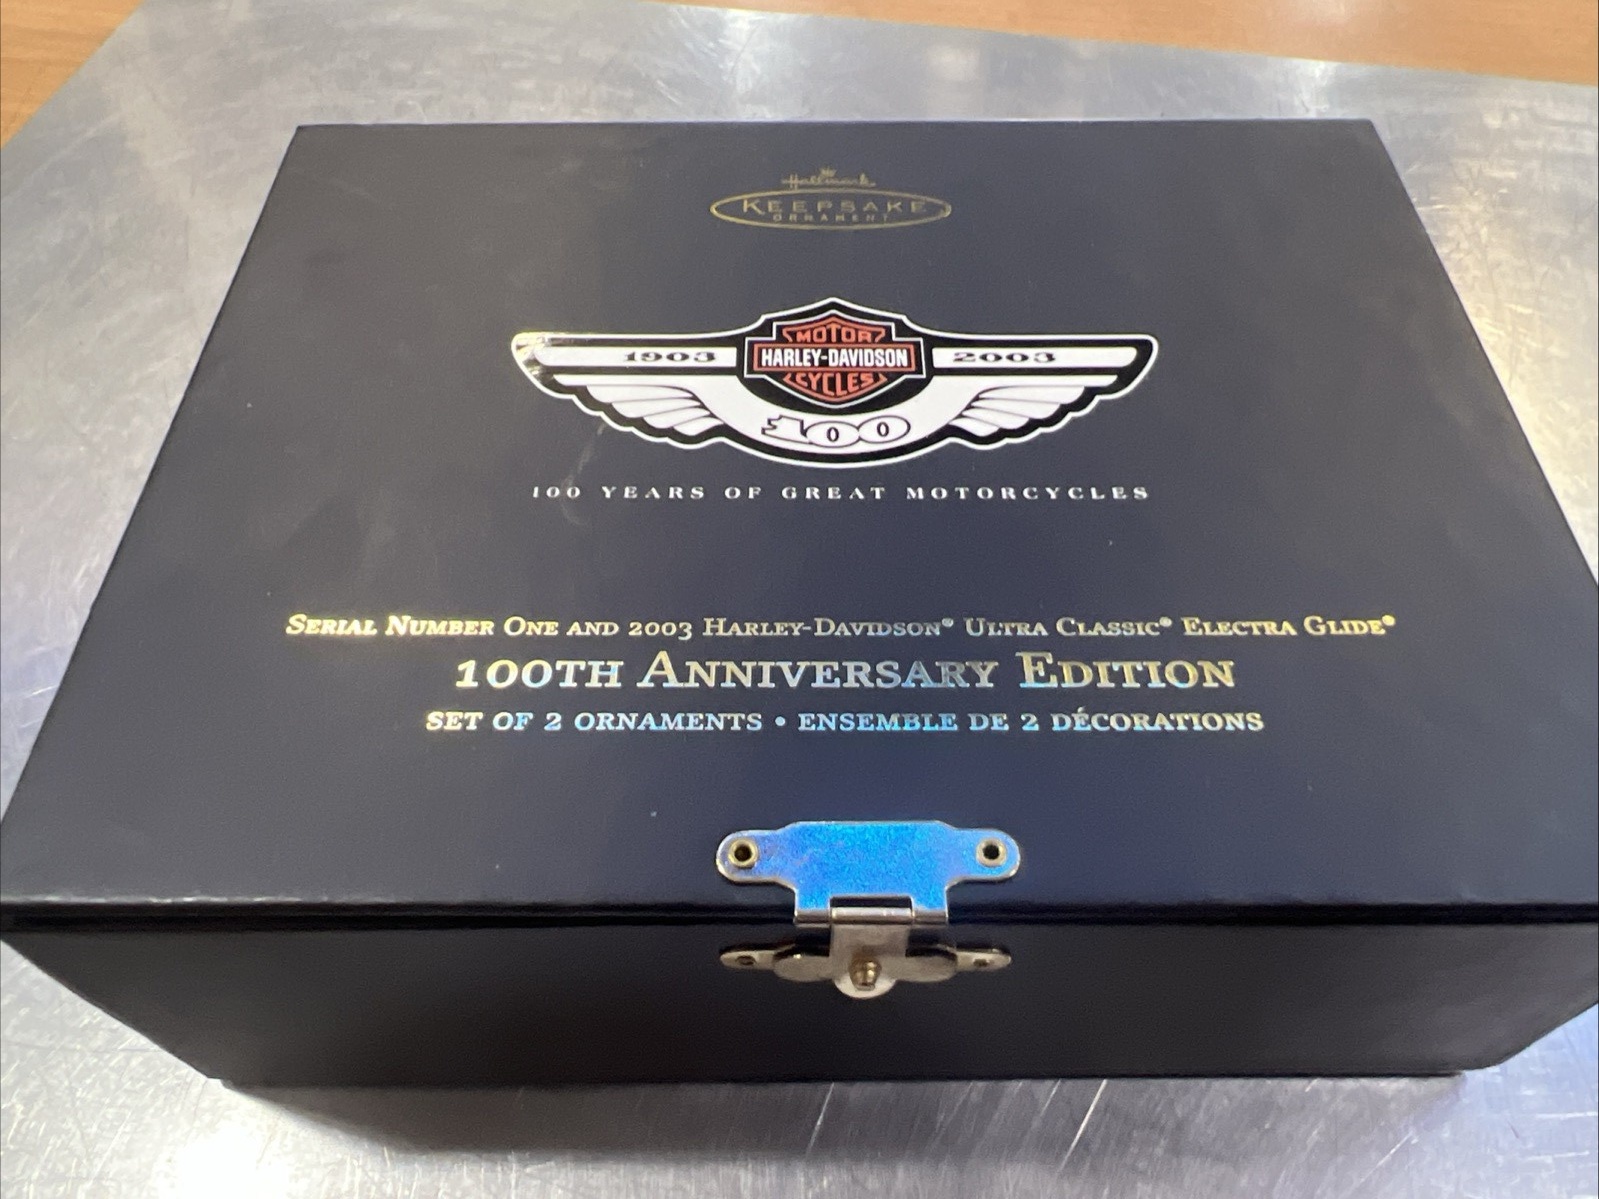 Hallmark
KEEPSAKE
ORNAMENT
MOTOR
1903 HARLEY-DAVIDSON 2003
CYCLES
100
100 YEARS OF GREAT MOTORCYCLES
SERIAL NUMBER ONE AND 2003 HARLEY-DAVIDSON® ULTRA CLASSIC® ELECTRA GLIDE®
100TH ANNIVERSARY EDITION
SET OF 2 ORNAMENTS • ENSEMBLE DE 2 DÉCORATIONS